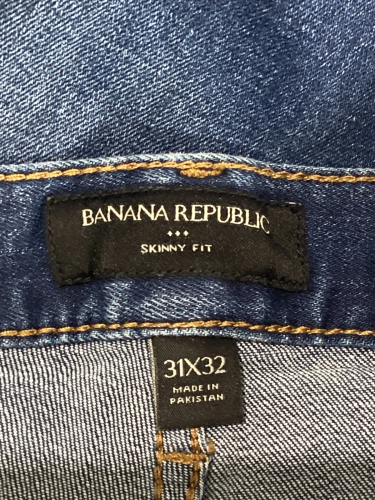 BANANA REPUBLIC
SKINNY FIT
31X32
MADE IN
PAKISTAN